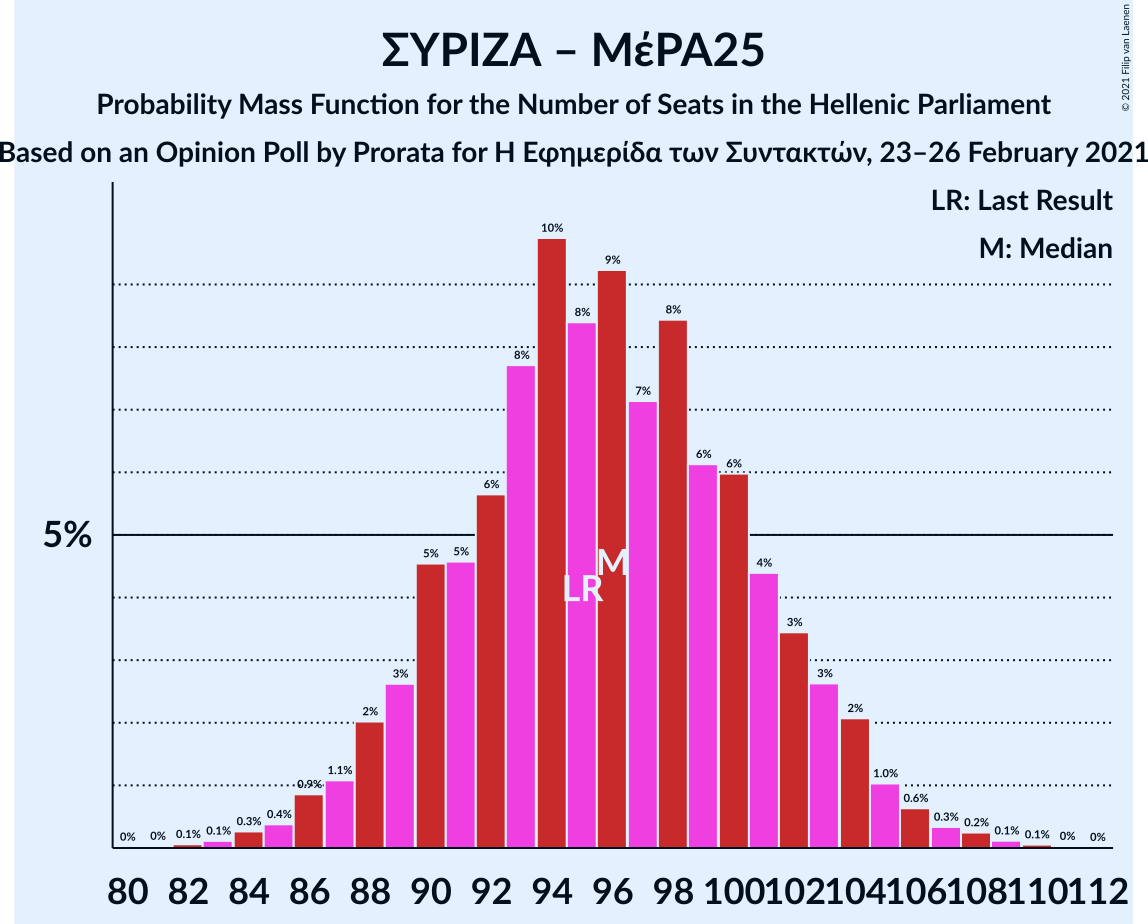 ΣΥΡΙΖΑ – ΜέΡΑ25
Probability Mass Function for the Number of Seats in the Hellenic Parliament
Based on an Opinion Poll by Prorata for Η Εφημερίδα των Συντακτών, 23–26 February 2021
© 2021 Filip van Laenen
LR: Last Result
M: Median
5%
0% 0% 0.1% 0.1% 0.3% 0.4% 0.9% 1.1% 2% 3% 5% 5% 6% 8% 10% 8% 9% 7% 8% 6% 6% 4% 3% 3% 2% 1.0% 0.6% 0.3% 0.2% 0.1% 0.1% 0% 0%
M
LR
80 82 84 86 88 90 92 94 96 98 100 102 104 106 108 110 112